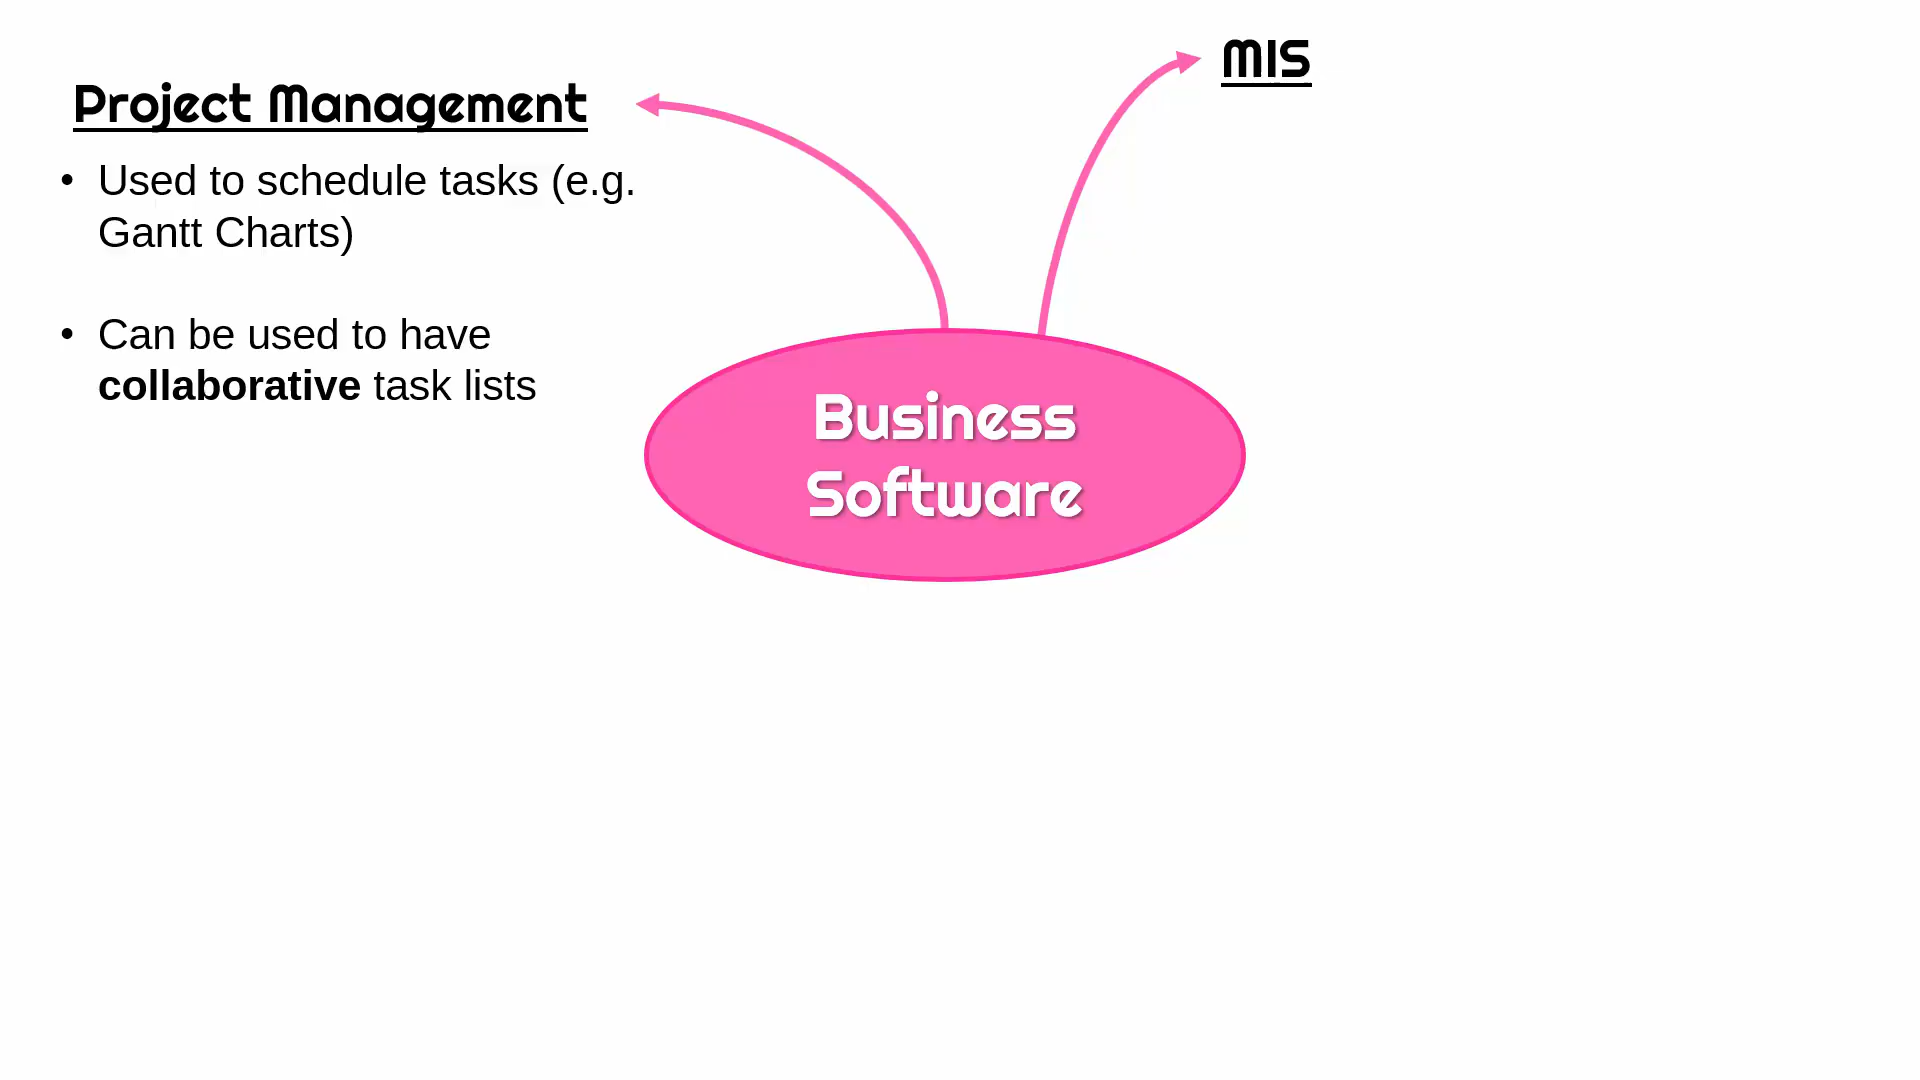 Project Management
• Used to schedule tasks (e.g.
Gantt Charts)
• Can be used to have
collaborative task lists
MIS
Business
Software